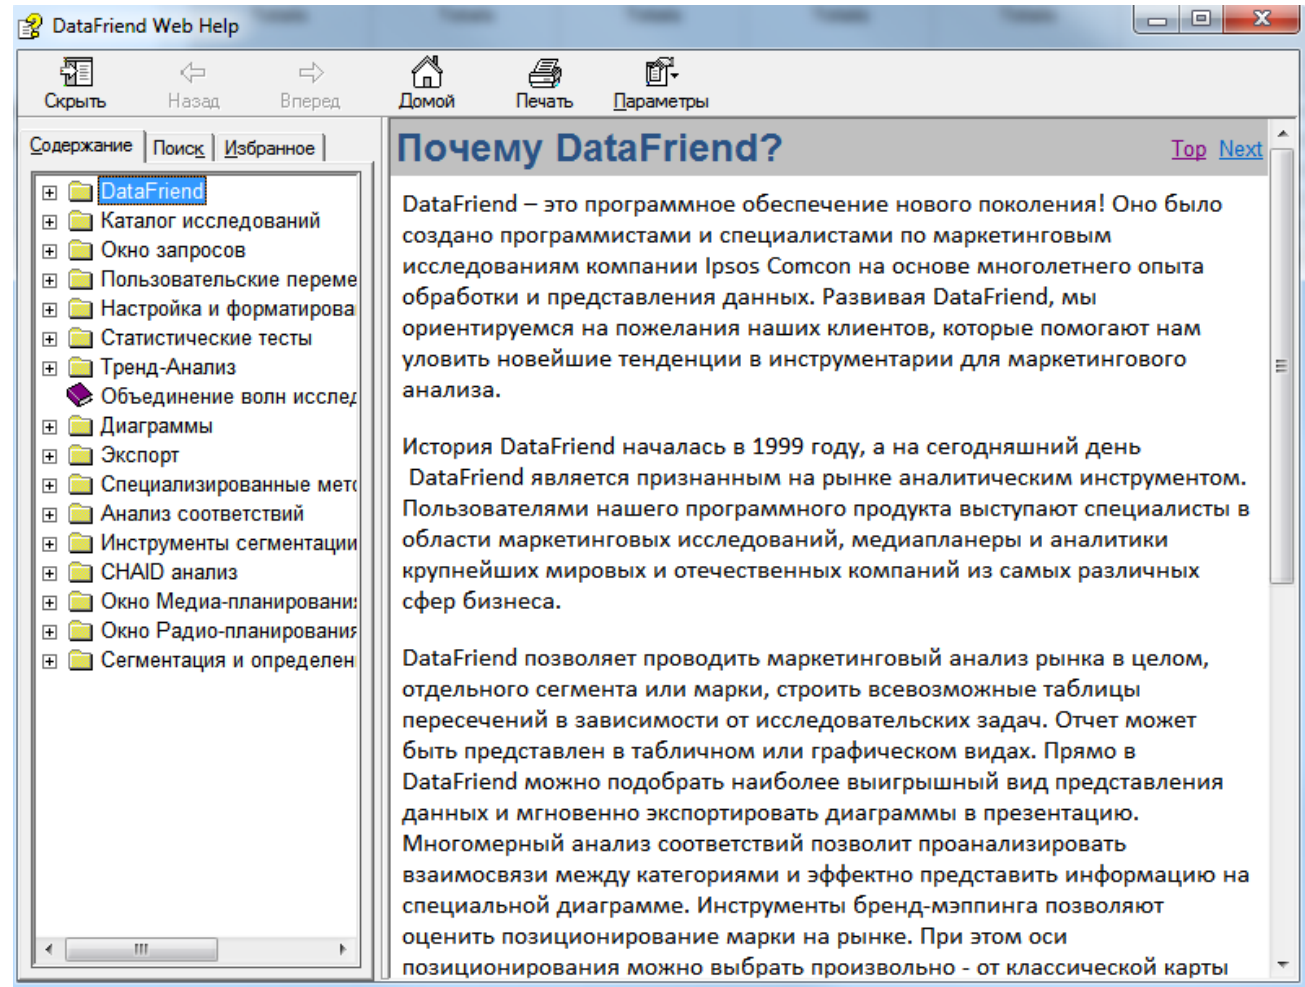 DataFriend Web Help
Скрыть Назад Вперед Домой Печать Параметры
Содержание Поиск Избранное
DataFriend
Каталог исследований
Окно запросов
Пользовательские переме
Настройка и форматирова
Статистические тесты
Тренд-Анализ
Объединение волн исслед
Диаграммы
Экспорт
Специализированные мето
Анализ соответствий
Инструменты сегментации
CHAID анализ
Окно Медиа-планировани
Окно Радио-планирования
Сегментация и определен
Почему DataFriend?
Top Next
DataFriend – это программное обеспечение нового поколения! Оно было
создано программистами и специалистами по маркетинговым
исследованиям компании Ipsos Comcon на основе многолетнего опыта
обработки и представления данных. Развивая DataFriend, мы
ориентируемся на пожелания наших клиентов, которые помогают нам
уловить новейшие тенденции в инструментарии для маркетингового
анализа.
История DataFriend началась в 1999 году, а на сегодняшний день
DataFriend является признанным на рынке аналитическим инструментом.
Пользователями нашего программного продукта выступают специалисты в
области маркетинговых исследований, медиапланеры и аналитики
крупнейших мировых и отечественных компаний из самых различных
сфер бизнеса.
DataFriend позволяет проводить маркетинговый анализ рынка в целом,
отдельного сегмента или марки, строить всевозможные таблицы
пересечений в зависимости от исследовательских задач. Отчет может
быть представлен в табличном или графическом видах. Прямо в
DataFriend можно подобрать наиболее выигрышный вид представления
данных и мгновенно экспортировать диаграммы в презентацию.
Многомерный анализ соответствий позволит проанализировать
взаимосвязи между категориями и эффектно представить информацию на
специальной диаграмме. Инструменты бренд-мэппинга позволяют
оценить позиционирование марки на рынке. При этом оси
позиционирования можно выбрать произвольно - от классической карты